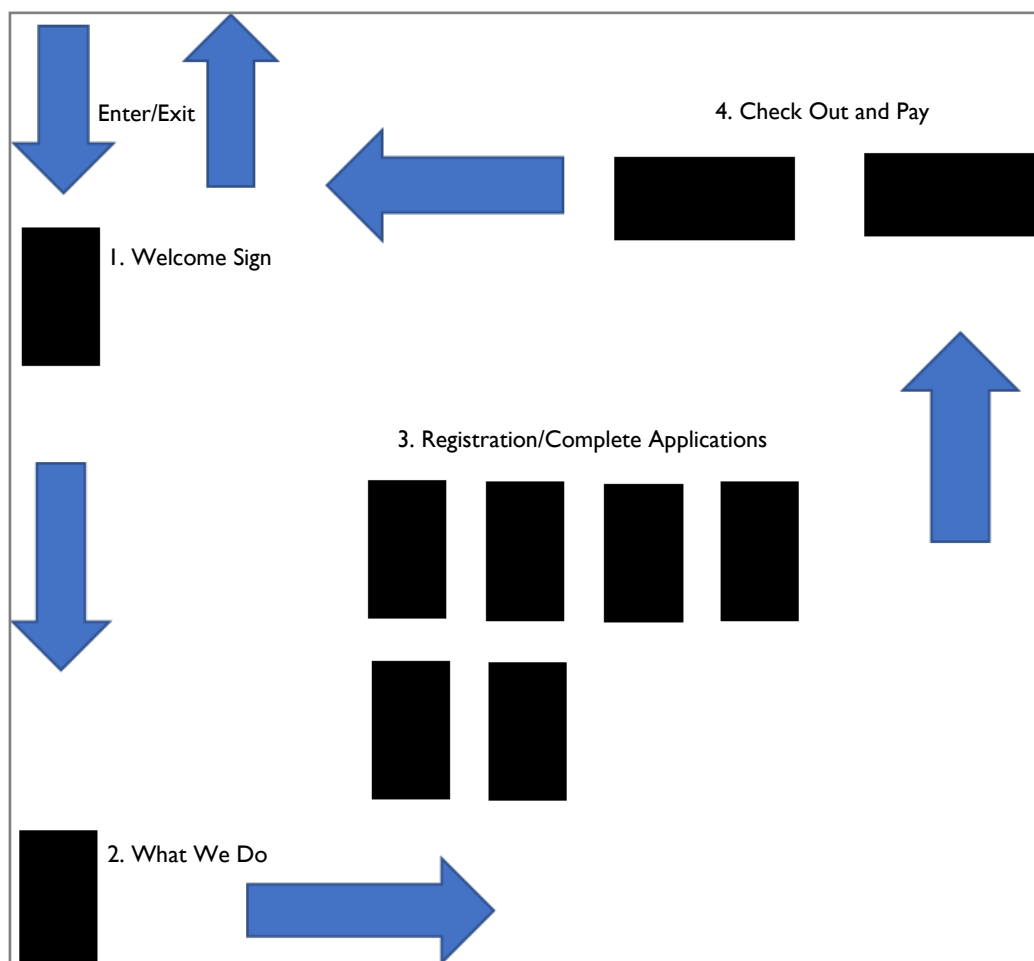 Enter/Exit
4. Check Out and Pay
1. Welcome Sign
3. Registration/Complete Applications
2. What We Do